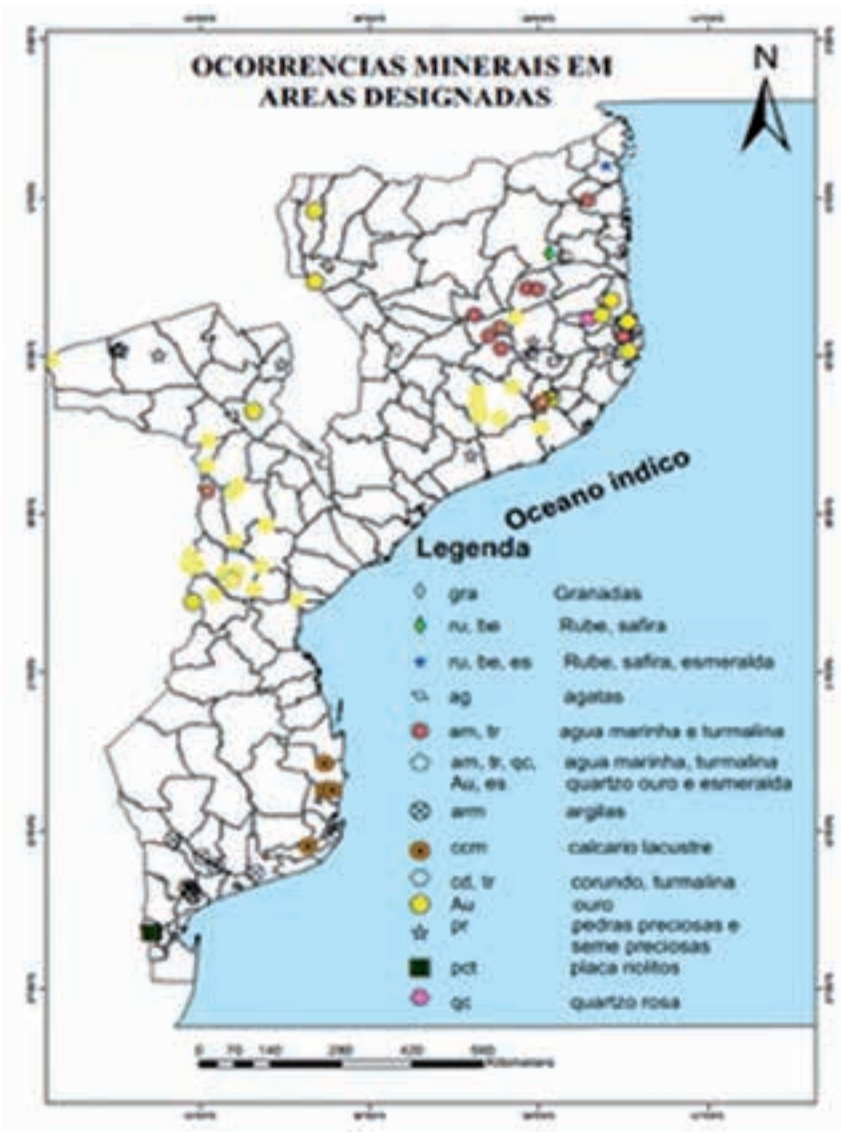 OCORRENCIAS MINERAIS EM
AREAS DESIGNADAS
N
Oceano indico
Legenda
gra Granadas
ru, be Rube, safira
ru, be, es Rube, safira, esmeralda
ag agatas
am, tr agua marinha e turmalina
am, tr, qc, agua marinha, turmalina
Au, es quartzo ouro e esmeralda
arm argilas
ccm calcario lacustre
cd, tr corundo, turmalina
Au ouro
pr pedras preciosas e
seme preciosas
pct placa riolitos
qc quartzo rosa
0 70 140 280 420 560
Kilometers